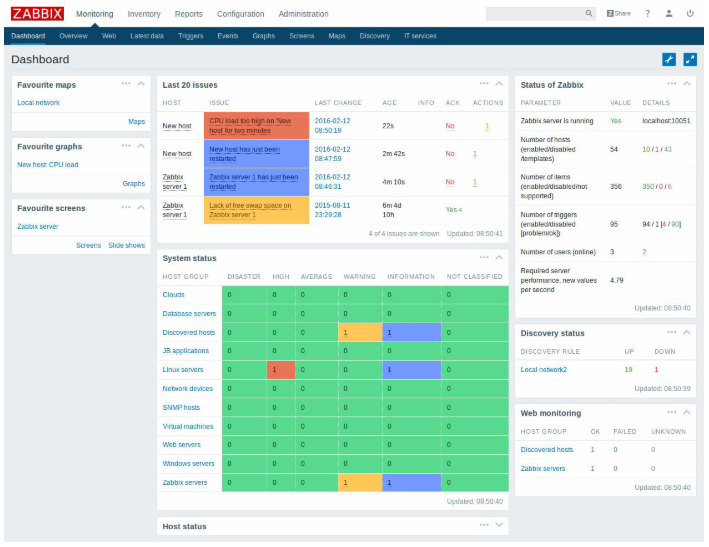 ZABBIX Monitoring Inventory Reports Configuration Administration Z Share ?
Dashboard Overview Web Latest data Triggers Events Graphs Screens Maps Discovery IT services
Dashboard
Favourite maps
Local network
Maps
Favourite graphs
New host: CPU load
Graphs
Favourite screens
Zabbix server
Screens Slide shows
Last 20 issues
HOST ISSUE LAST CHANGE AGE INFO ACK ACTIONS
New host CPU load too high on 'New host' for two minutes 2016-02-12 08:50:19 22s No 1
New host New host has just been restarted 2016-02-12 08:47:59 2m 42s No 1
Zabbix server 1 Zabbix server 1 has just been restarted 2016-02-12 08:46:31 4m 10s No 1
Zabbix server 1 Lack of free swap space on Zabbix server 1 2015-08-11 23:29:28 6m 4d 10h Yes 4
4 of 4 issues are shown Updated: 08:50:41
System status
HOST GROUP DISASTER HIGH AVERAGE WARNING INFORMATION NOT CLASSIFIED
Clouds 0 0 0 0 0 0
Database servers 0 0 0 0 0 0
Discovered hosts 0 0 0 1 1 0
JB applications 0 0 0 0 0 0
Linux servers 0 1 0 0 1 0
Network devices 0 0 0 0 0 0
SNMP hosts 0 0 0 0 0 0
Virtual machines 0 0 0 0 0 0
Web servers 0 0 0 0 0 0
Windows servers 0 0 0 0 0 0
Zabbix servers 0 0 0 1 1 0
Updated: 08:50:40
Host status
Status of Zabbix
PARAMETER VALUE DETAILS
Zabbix server is running Yes localhost:10051
Number of hosts (enabled/disabled/templates) 54 10 / 1 / 43
Number of items (enabled/disabled/not supported) 356 350 / 0 / 6
Number of triggers (enabled/disabled [problem/ok]) 95 94 / 1 [4 / 90]
Number of users (online) 3 2
Required server performance, new values per second 4.79
Updated: 08:50:40
Discovery status
DISCOVERY RULE UP DOWN
Local network2 19 1
Updated: 08:50:39
Web monitoring
HOST GROUP OK FAILED UNKNOWN
Discovered hosts 1 0 0
Zabbix servers 1 0 0
Updated: 08:50:40